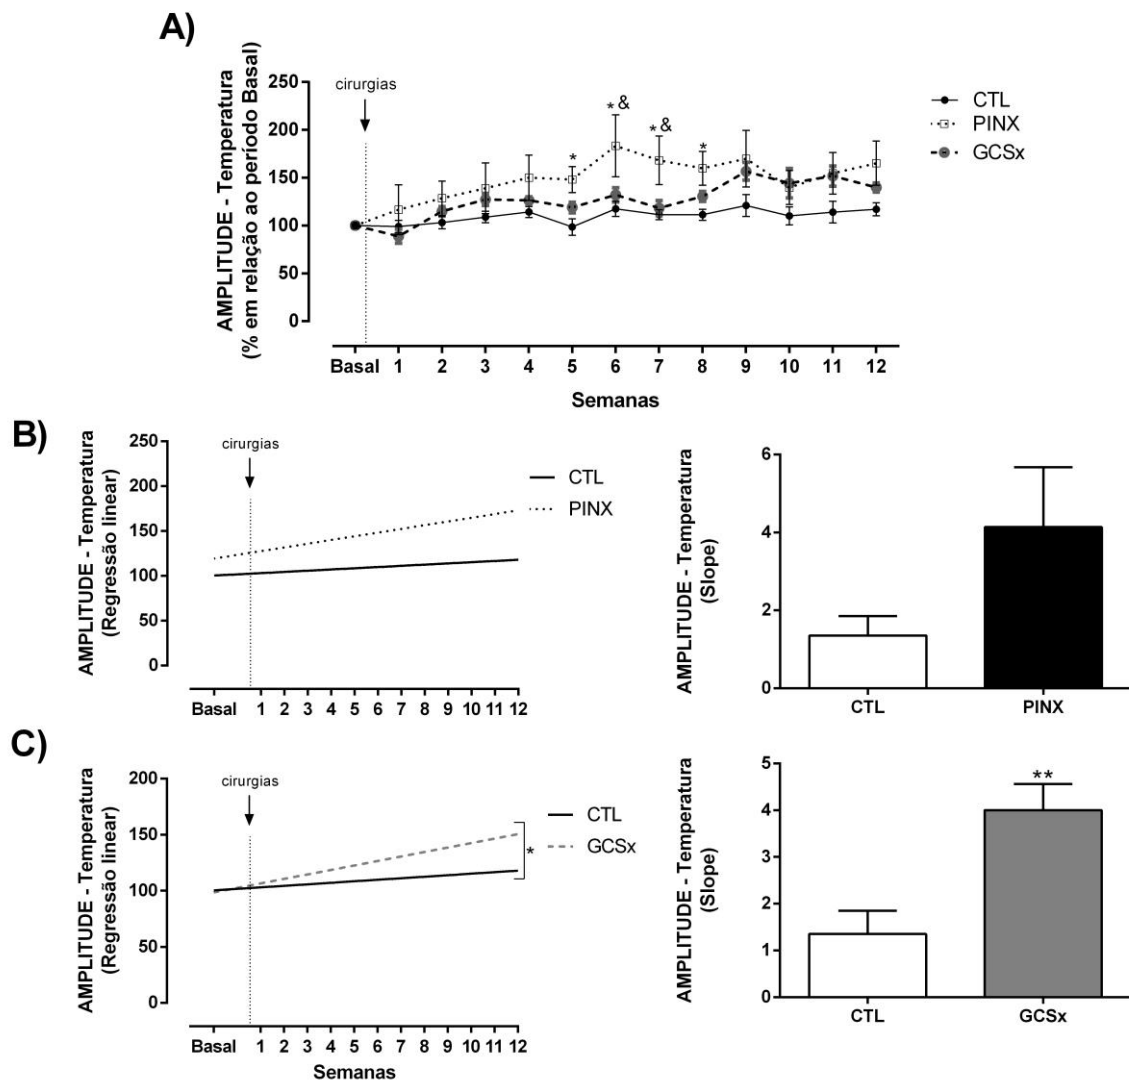 A)
AMPLITUDE - Temperatura
(% em relação ao período Basal)
250
200
150
100
50
0
cirurgias
*
*&
*&
*
CTL
PINX
GCSx
Basal 1 2 3 4 5 6 7 8 9 10 11 12
Semanas
B)
AMPLITUDE - Temperatura
(Regressão linear)
250
200
150
100
50
0
cirurgias
CTL
PINX
Basal 1 2 3 4 5 6 7 8 9 10 11 12
AMPLITUDE - Temperatura
(Slope)
6
4
2
0
CTL PINX
C)
AMPLITUDE - Temperatura
(Regressão linear)
200
150
100
50
0
cirurgias
CTL
GCSx
*
Basal 1 2 3 4 5 6 7 8 9 10 11 12
Semanas
AMPLITUDE - Temperatura
(Slope)
5
4
3
2
1
0
**
CTL GCSx